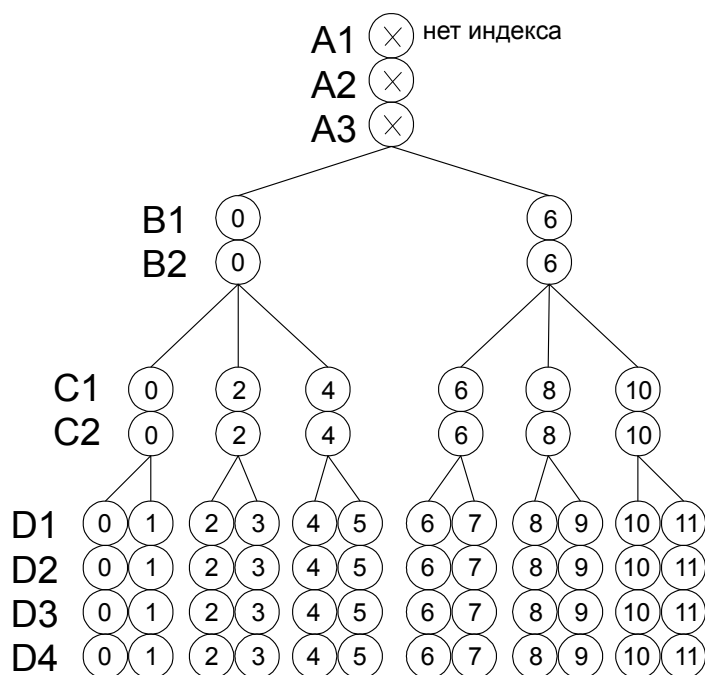 A1 нет индекса
A2
A3
B1 0 6
B2 0 6
C1 0 2 4 6 8 10
C2 0 2 4 6 8 10
D1 0 1 2 3 4 5 6 7 8 9 10 11
D2 0 1 2 3 4 5 6 7 8 9 10 11
D3 0 1 2 3 4 5 6 7 8 9 10 11
D4 0 1 2 3 4 5 6 7 8 9 10 11